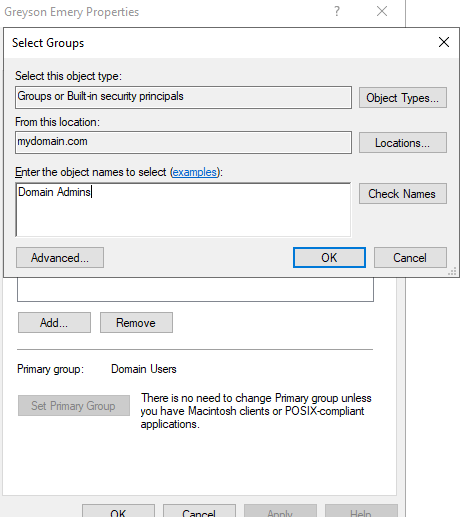 Greyson Emery Properties
?
Select Groups
Select this object type:
Groups or Built-in security principals
Object Types...
From this location:
mydomain.com
Locations...
Enter the object names to select (examples):
Domain Admins
Check Names
Advanced...
OK
Cancel
Add...
Remove
Primary group:
Domain Users
Set Primary Group
There is no need to change Primary group unless
you have Macintosh clients or POSIX-compliant
applications.
OK
Cancel
Apply
Help